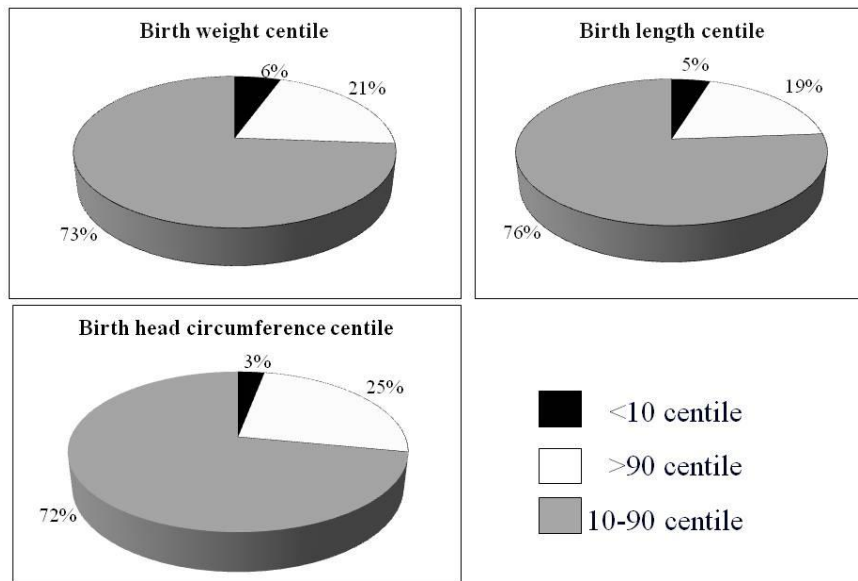 Birth weight centile
6%
21%
73%
Birth length centile
5%
19%
76%
Birth head circumference centile
3%
25%
72%
<10 centile
>90 centile
10-90 centile